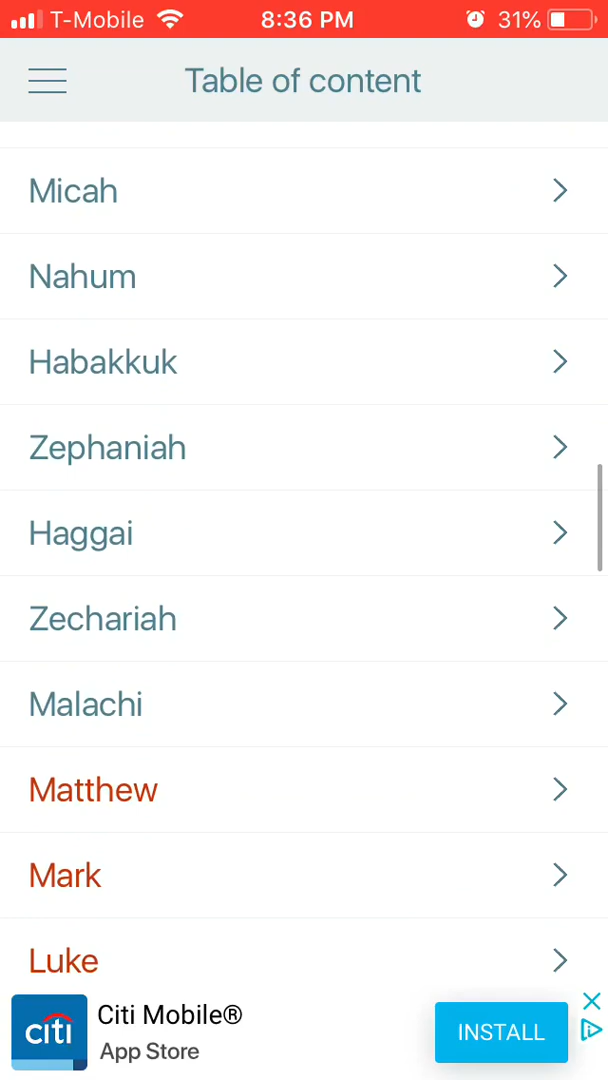 T-Mobile 8:36 PM 31%
Table of content
Micah
Nahum
Habakkuk
Zephaniah
Haggai
Zechariah
Malachi
Matthew
Mark
Luke
citi
Citi Mobile®
App Store
INSTALL